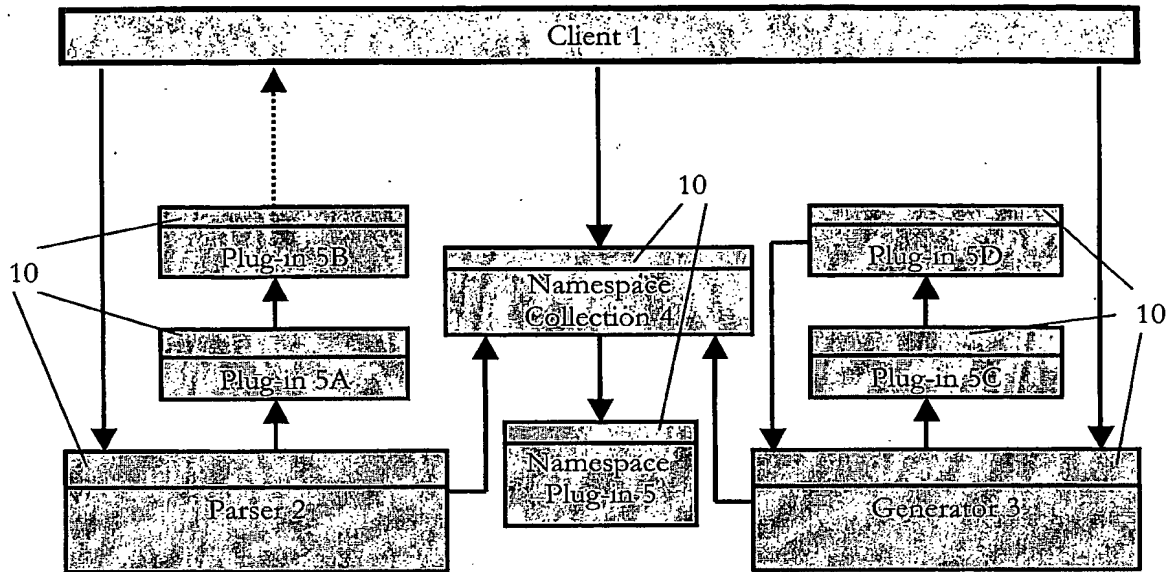 Client 1
10
Plug-in 5B
Plug-in 5D
10
Namespace
Collection 4
10
Plug-in 5A
Plug-in 5C
Namespace
Plug-in 5
Parser 2
Generator 3
10